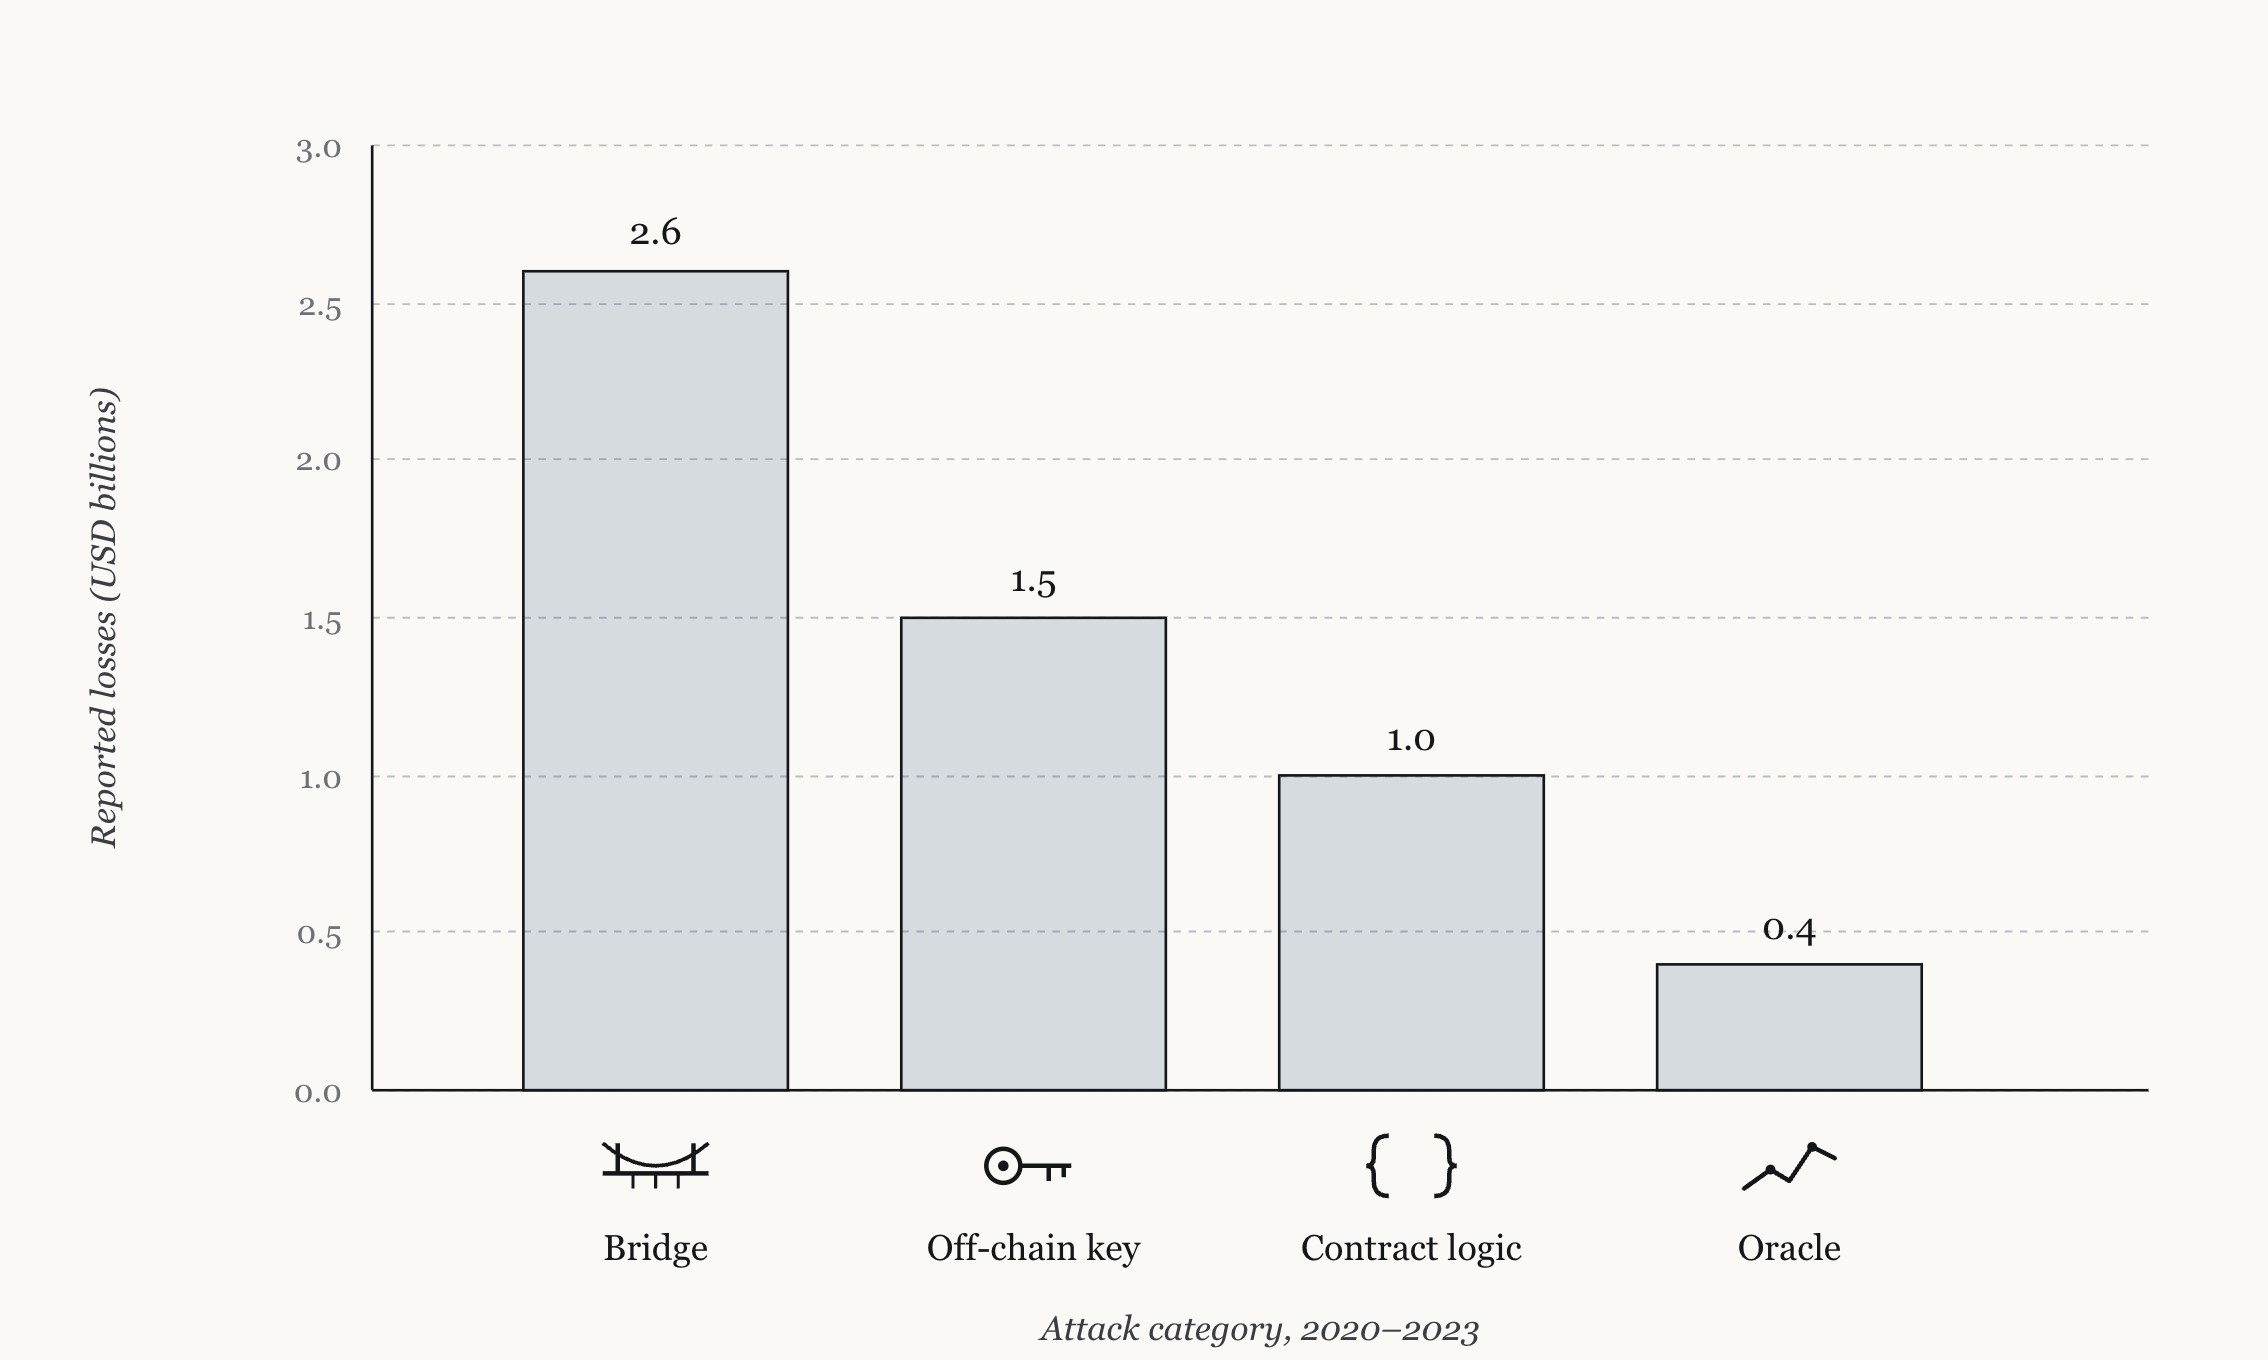 3.0
2.6
2.5
2.0
1.5
1.5
1.0
1.0
0.5
0.4
0.0
Reported losses (USD billions)
{ }
Bridge
Off-chain key
Contract logic
Oracle
Attack category, 2020–2023